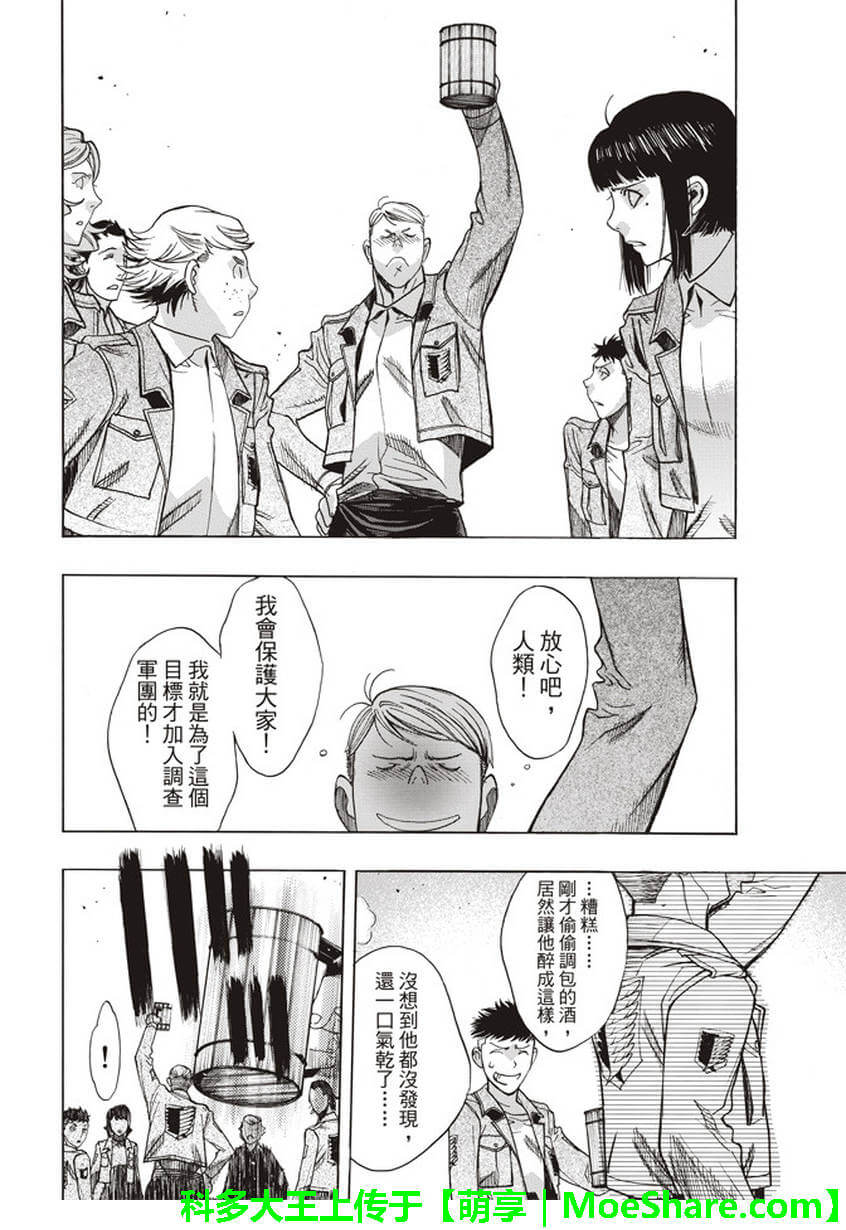 放心吧，
人類！
我會保護大家！
我就是為了這個
目標才加入調查
軍團的！
…糟糕……
剛才偷偷調包的酒，
居然讓他醉成這樣，
沒想到他都沒發現，
還一口氣乾了……
！
科多大王上传于【萌享｜MoeShare.com】